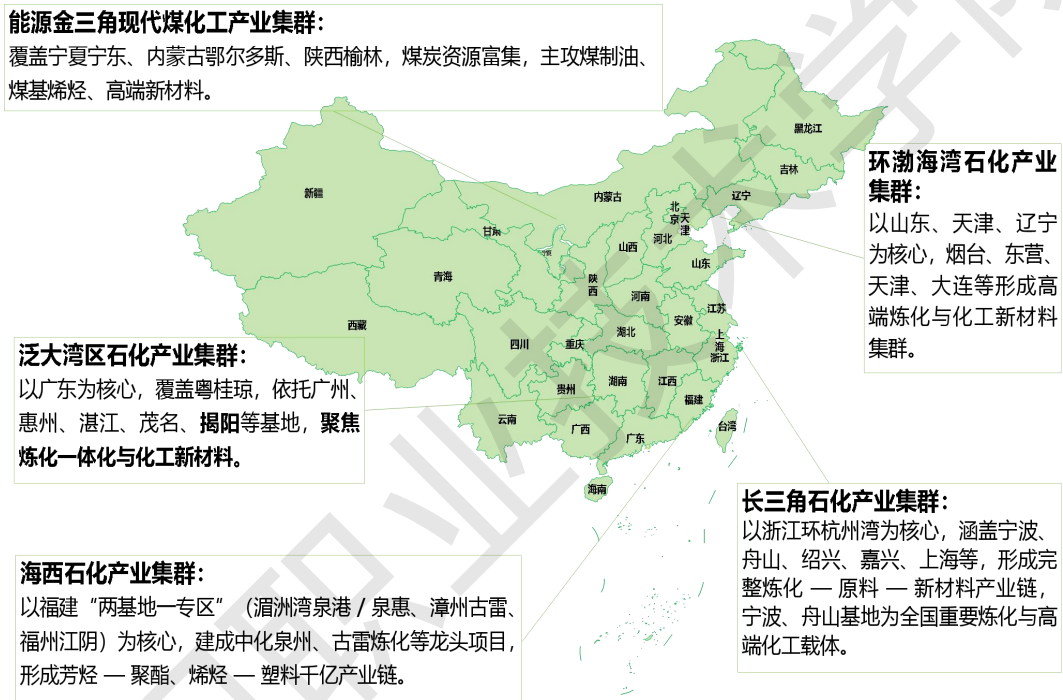 能源金三角现代煤化工产业集群：
覆盖宁夏宁东、内蒙古鄂尔多斯、陕西榆林，煤炭资源富集，主攻煤制油、
煤基烯烃、高端新材料。
环渤海湾石化产业
集群：
以山东、天津、辽宁
为核心，烟台、东营、
天津、大连等形成高
端炼化与化工新材料
集群。
黑龙江
吉林
辽宁
内蒙古
新疆
北京
天津
甘肃
河北
山西
山东
青海
陕西
河南
江苏
安徽
西藏
上海
湖北
四川
重庆
浙江
湖南
江西
贵州
福建
云南
广西
广东
台湾
海南
泛大湾区石化产业集群：
以广东为核心，覆盖粤桂琼，依托广州、
惠州、湛江、茂名、揭阳等基地，聚焦
炼化一体化与化工新材料。
长三角石化产业集群：
以浙江环杭州湾为核心，涵盖宁波、
舟山、绍兴、嘉兴、上海等，形成完
整炼化 — 原料 — 新材料产业链，
宁波、舟山基地为全国重要炼化与高
端化工载体。
海西石化产业集群：
以福建“两基地一专区”（湄洲湾泉港 / 泉惠、漳州古雷、
福州江阴）为核心，建成中化泉州、古雷炼化等龙头项目，
形成芳烃 — 聚酯、烯烃 — 塑料千亿产业链。
职业技术学